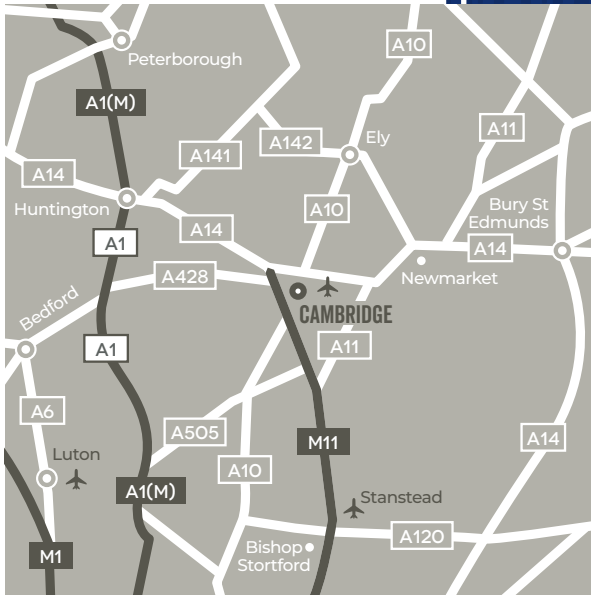 A10
Peterborough
A1(M)
A11
A142
Ely
A141
A14
Huntington
A10
Bury St
Edmunds
A14
A1
A14
A428
Newmarket
Bedford
CAMBRIDGE
A11
A1
A6
A505
M11
A14
Luton
A10
A1(M)
Stanstead
A120
M1
Bishop
Stortford